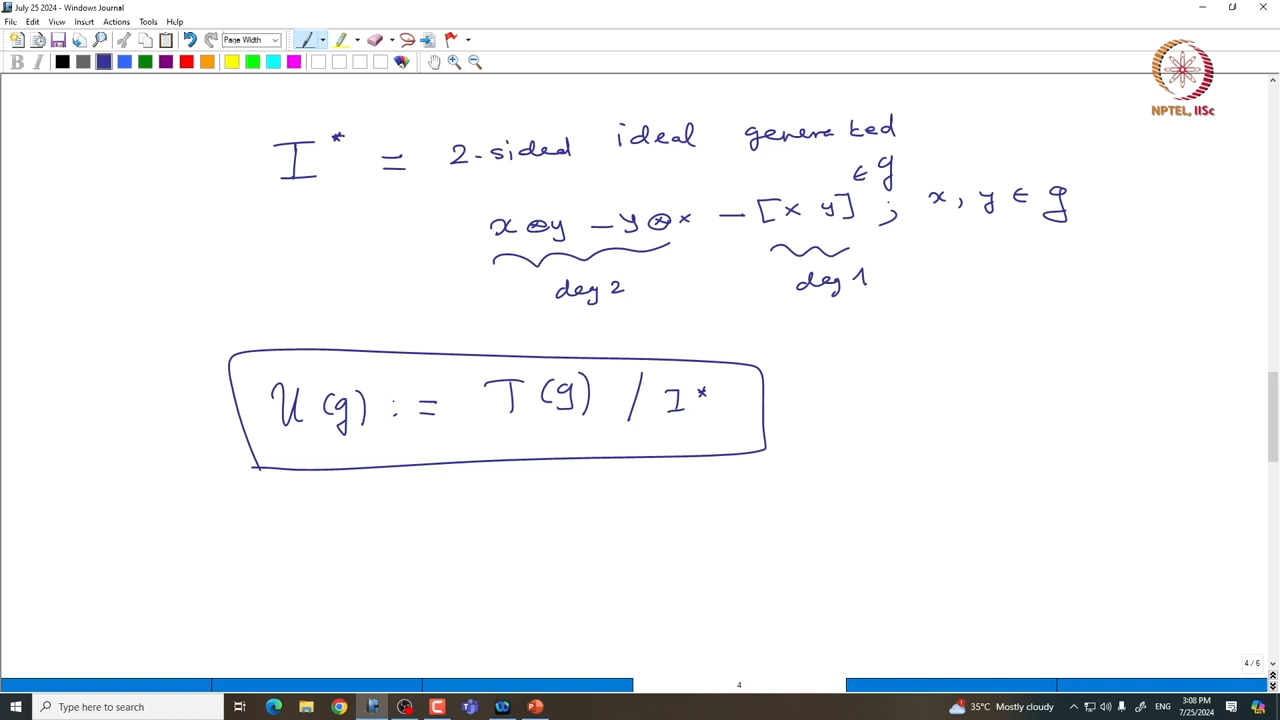 July 25 2024 - Windows Journal
File Edit View Insert Actions Tools Help
Page Width
B I
NPTEL, IISc
I* = 2-sided ideal generated
∈ g
x ⊗ y - y ⊗ x - [x y] ; x, y ∈ g
deg 2 deg 1
U(g) := T(g) / I*
4 / 6
4
Type here to search
35°C Mostly cloudy
ENG
3:08 PM
7/25/2024